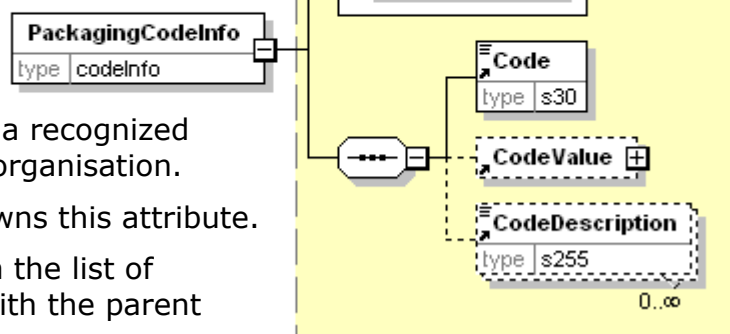 PackagingCodeInfo
type codeInfo
a recognized
organisation.
wns this attribute.
the list of
ith the parent
Code
type s30
CodeValue
CodeDescription
type s255
0..∞